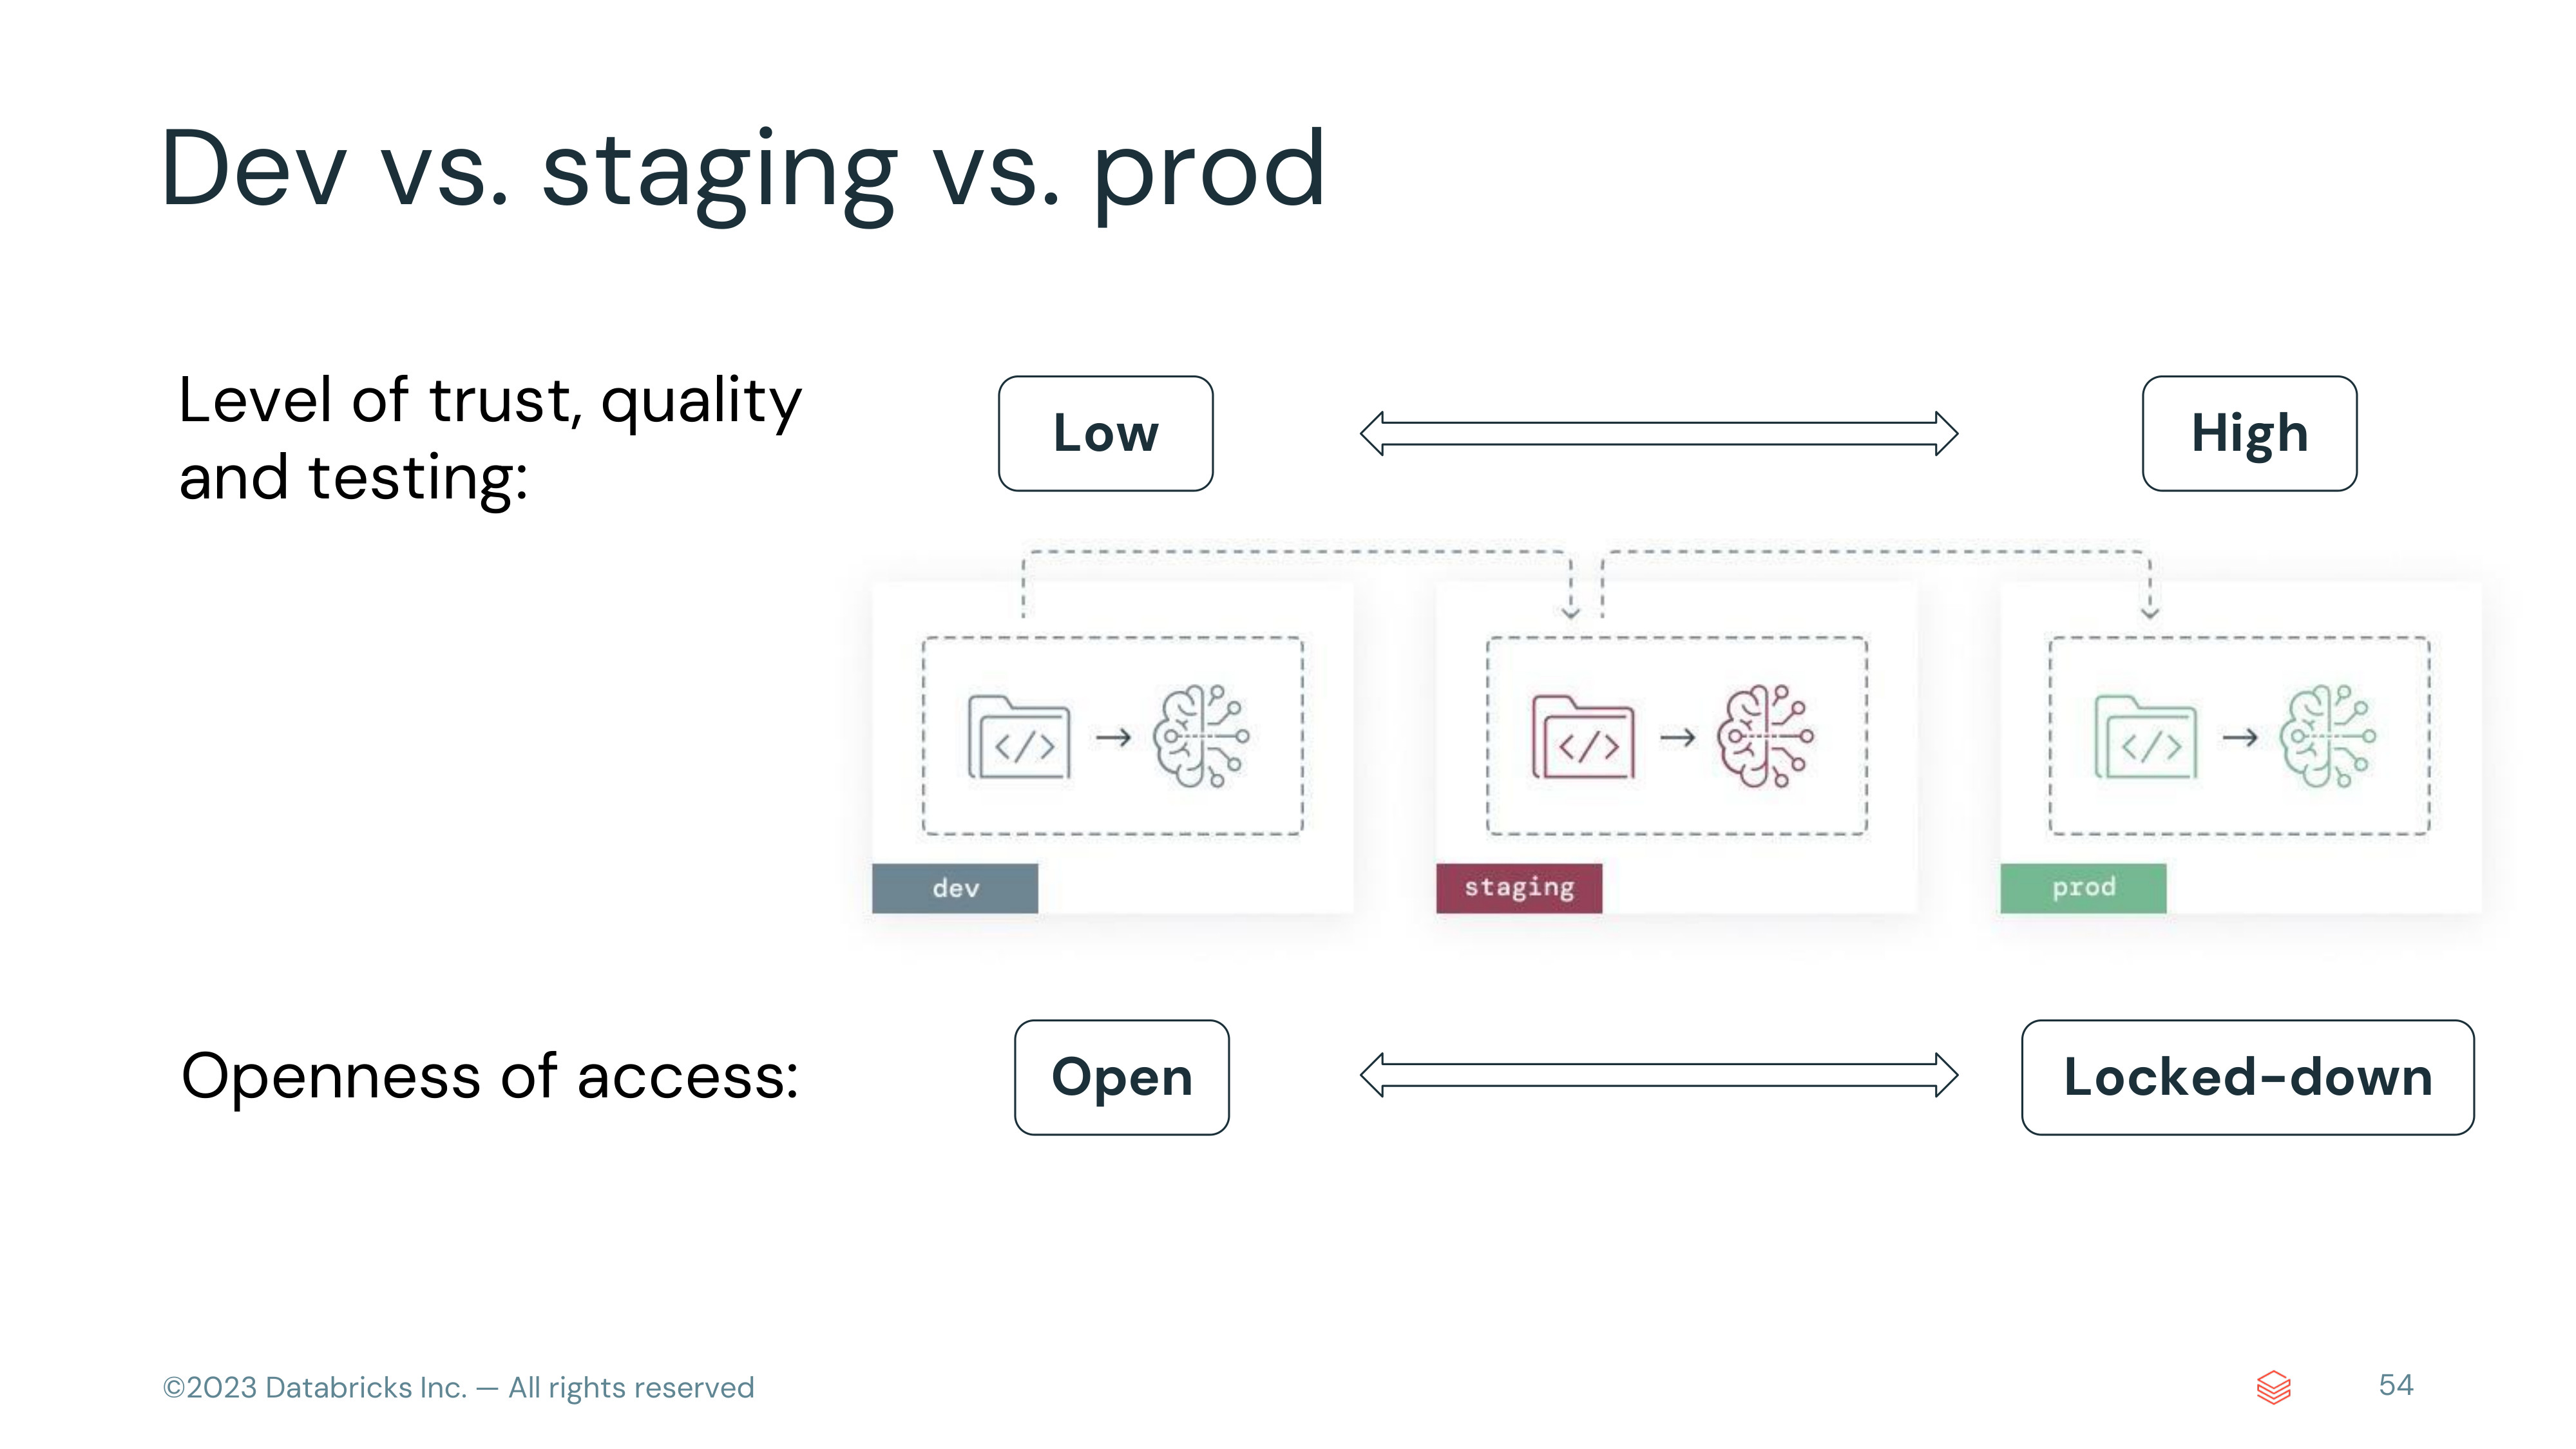 Dev vs. staging vs. prod
Level of trust, quality
and testing:
Low
High
</>
</>
</>
dev
staging
prod
Openness of access:
Open
Locked-down
©2023 Databricks Inc. — All rights reserved
54